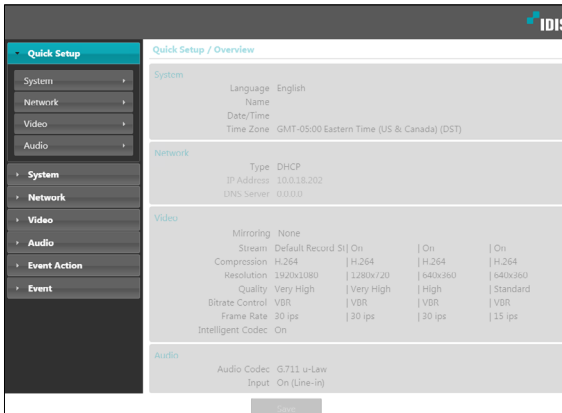 IDIS
Quick Setup
System
Network
Video
Audio
System
Network
Video
Audio
Event Action
Event
Quick Setup / Overview
System
Language English
Name
Date/Time
Time Zone GMT-05:00 Eastern Time (US & Canada) (DST)
Network
Type DHCP
IP Address 10.0.18.202
DNS Server 0.0.0.0
Video
Mirroring None
Stream Default Record St| On | On | On
Compression H.264 | H.264 | H.264 | H.264
Resolution 1920x1080 | 1280x720 | 640x360 | 640x360
Quality Very High | Very High | High | Standard
Bitrate Control VBR | VBR | VBR | VBR
Frame Rate 30 ips | 30 ips | 30 ips | 15 ips
Intelligent Codec On
Audio
Audio Codec G.711 u-Law
Input On (Line-in)
Save